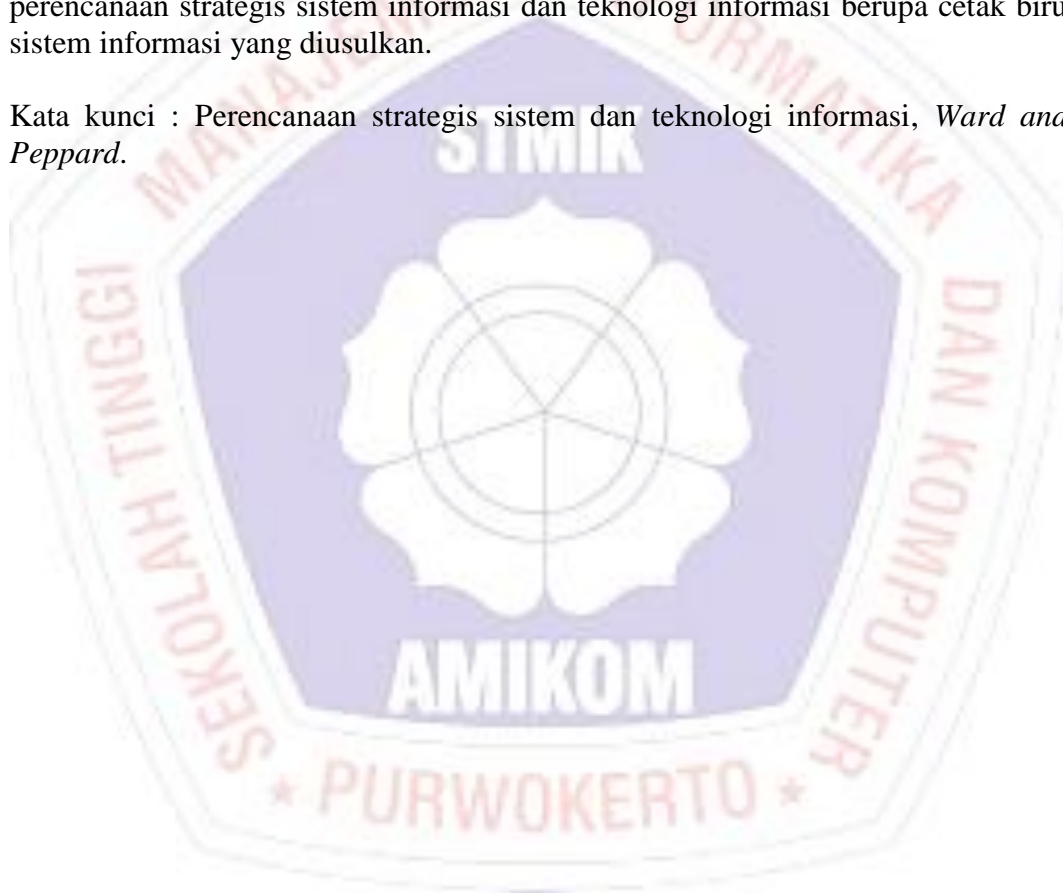 perencanaan strategis sistem informasi dan teknologi informasi berupa cetak biru
sistem informasi yang diusulkan.
Kata kunci : Perencanaan strategis sistem dan teknologi informasi, Ward and
Peppard.
STMIK
AMIKOM
SEKOLAH TINGGI MANAJEMEN INFORMATIKA DAN KOMPUTER
* PURWOKERTO *